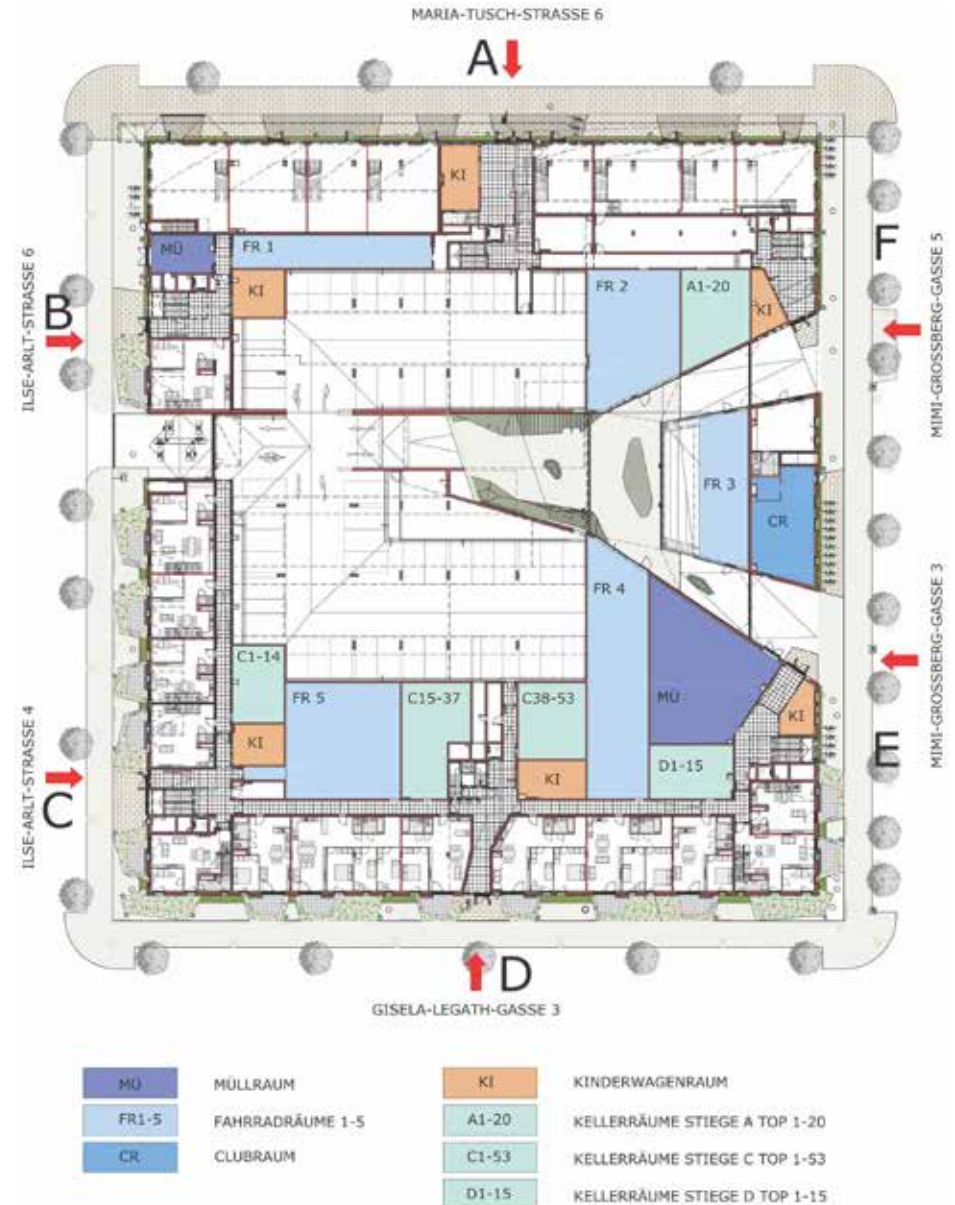 MARIA-TUSCH-STRASSE 6
A
KI
MÜ
FR 1
F
MIMI-GROSSBERG-GASSE 5
ILSE-ARLT-STRASSE 6
B
KI
FR 2
A1-20
KI
FR 3
CR
FR 4
MIMI-GROSSBERG-GASSE 3
C1-14
FR 5
C15-37
C38-53
MÜ
KI
E
ILSE-ARLT-STRASSE 4
C
KI
KI
D1-15
D
GISELA-LEGATH-GASSE 3
MÜ MÜLLRAUM
FR1-5 FAHRRADRÄUME 1-5
CR CLUBRAUM
KI KINDERWAGENRAUM
A1-20 KELLERRÄUME STIEGE A TOP 1-20
C1-53 KELLERRÄUME STIEGE C TOP 1-53
D1-15 KELLERRÄUME STIEGE D TOP 1-15